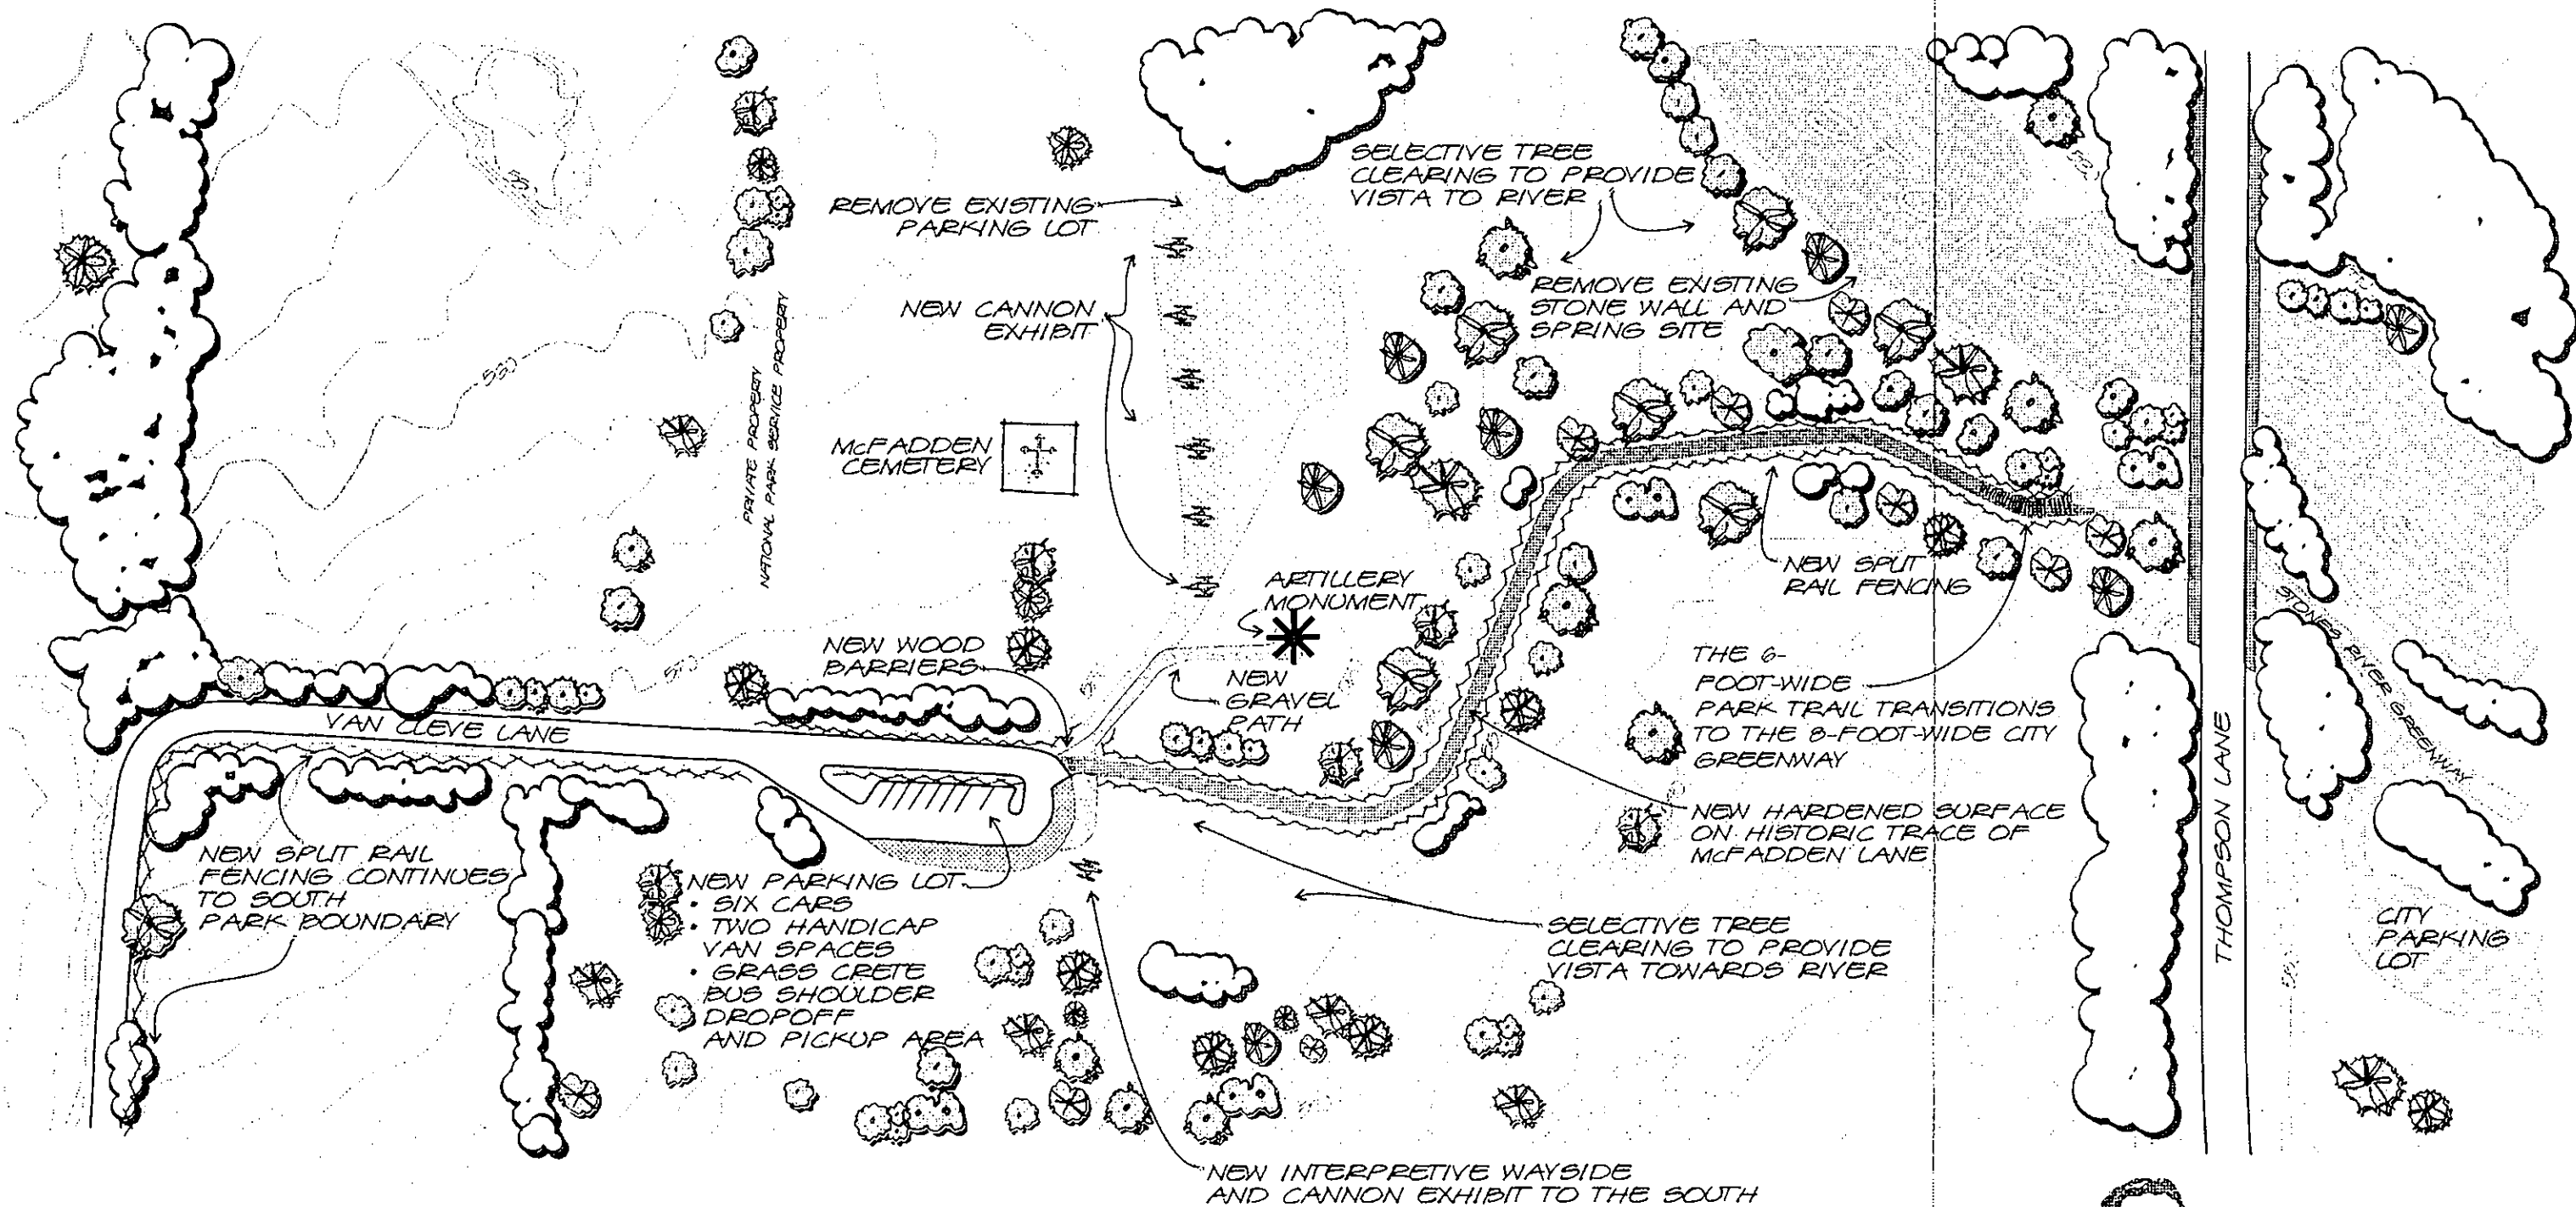 SELECTIVE TREE
CLEARING TO PROVIDE
VISTA TO RIVER
REMOVE EXISTING
PARKING LOT
REMOVE EXISTING
STONE WALL AND
SPRING SITE
NEW CANNON
EXHIBIT
PRIVATE PROPERTY
NATIONAL PARK SERVICE PROPERTY
McFADDEN
CEMETERY
NEW SPLIT
RAIL FENCING
ARTILLERY
MONUMENT
NEW WOOD
BARRIERS
NEW
GRAVEL
PATH
THE 6-
FOOT-WIDE
PARK TRAIL TRANSITIONS
TO THE 8-FOOT-WIDE CITY
GREENWAY
STONES RIVER GREENWAY
VAN CLEVE LANE
THOMPSON LANE
NEW HARDENED SURFACE
ON HISTORIC TRACE OF
McFADDEN LANE
NEW SPLIT RAIL
FENCING CONTINUES
TO SOUTH
PARK BOUNDARY
NEW PARKING LOT
• SIX CARS
• TWO HANDICAP
VAN SPACES
• GRASS CRETE
BUS SHOULDER
DROPOFF
AND PICKUP AREA
SELECTIVE TREE
CLEARING TO PROVIDE
VISTA TOWARDS RIVER
CITY
PARKING
LOT
NEW INTERPRETIVE WAYSIDE
AND CANNON EXHIBIT TO THE SOUTH